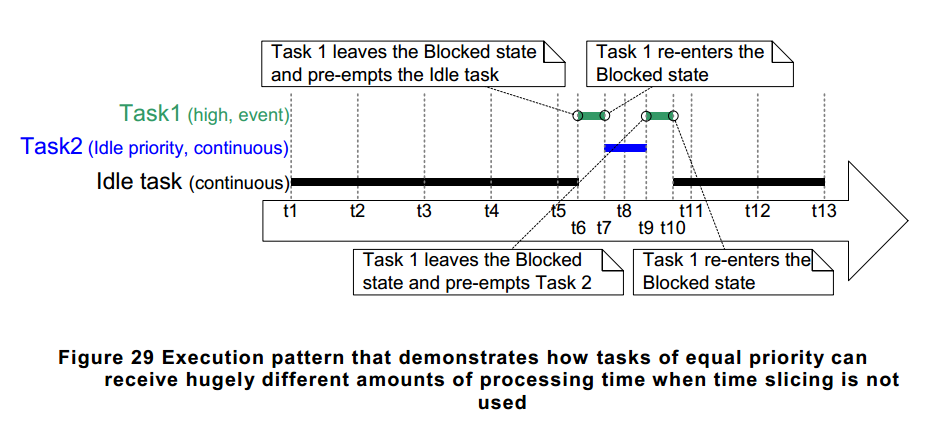 Task 1 leaves the Blocked state
and pre-empts the Idle task
Task 1 re-enters the
Blocked state
Task1 (high, event)
Task2 (Idle priority, continuous)
Idle task (continuous)
t1 t2 t3 t4 t5 t8 t11 t12 t13
t6 t7 t9 t10
Task 1 leaves the Blocked
state and pre-empts Task 2
Task 1 re-enters the
Blocked state
Figure 29 Execution pattern that demonstrates how tasks of equal priority can
receive hugely different amounts of processing time when time slicing is not
used